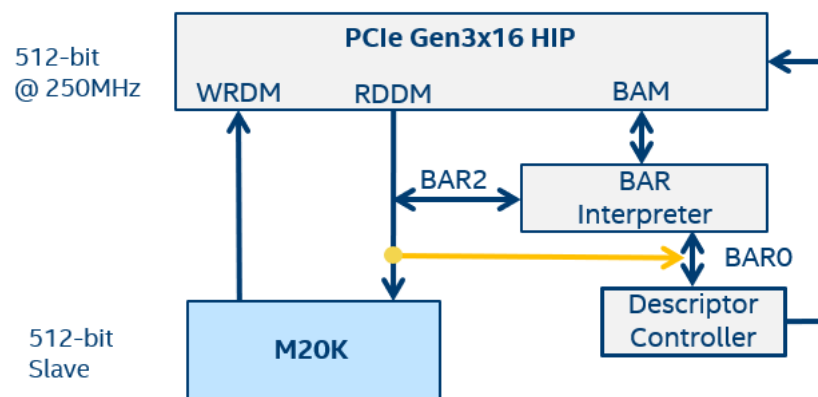 PCIe Gen3x16 HIP
512-bit
@ 250MHz
WRDM
RDDM
BAM
BAR2
BAR
Interpreter
BAR0
Descriptor
Controller
M20K
512-bit
Slave